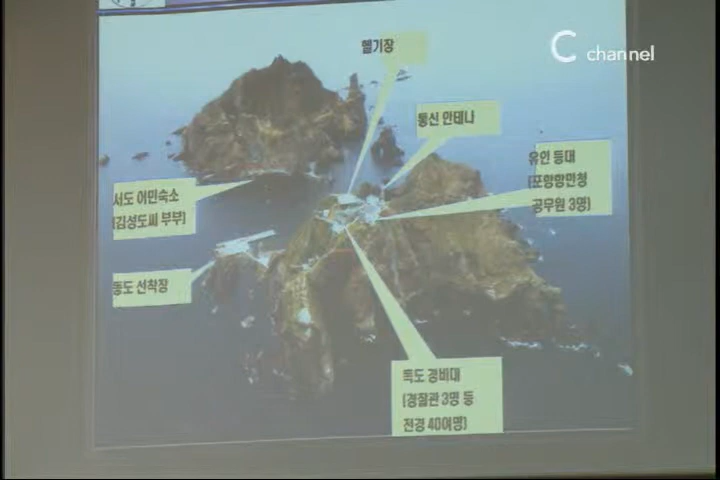 C channel
헬기장
통신 안테나
유인 등대
(포항항만청
공무원 3명)
서도 어민숙소
(김성도씨 부부)
동도 선착장
독도 경비대
(경찰관 3명 등
전경 40여명)